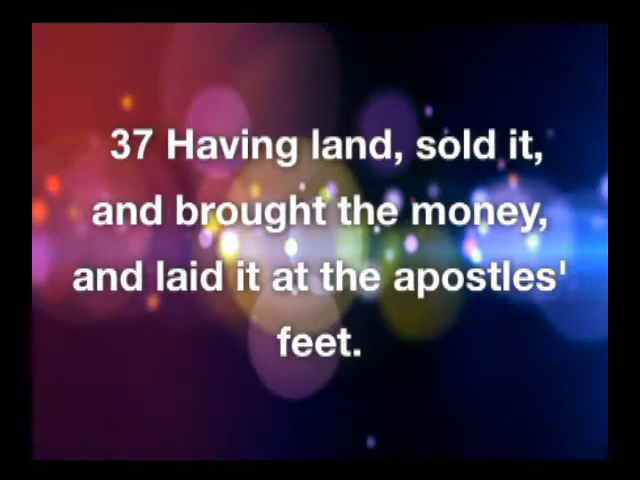 37 Having land, sold it,
and brought the money,
and laid it at the apostles'
feet.